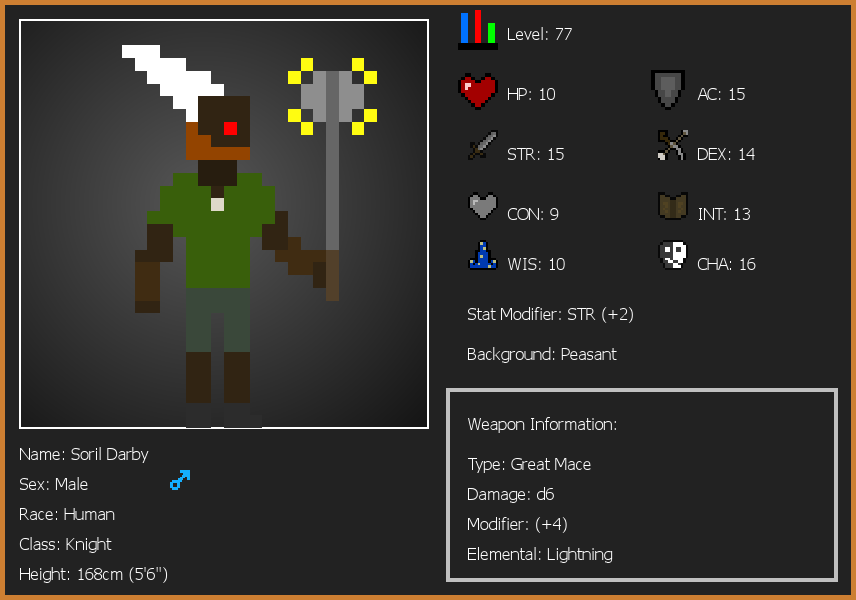 Level: 77
HP: 10
AC: 15
STR: 15
DEX: 14
CON: 9
INT: 13
WIS: 10
CHA: 16
Stat Modifier: STR (+2)
Background: Peasant
Weapon Information:
Type: Great Mace
Damage: d6
Modifier: (+4)
Elemental: Lightning
Name: Soril Darby
Sex: Male
Race: Human
Class: Knight
Height: 168cm (5'6")